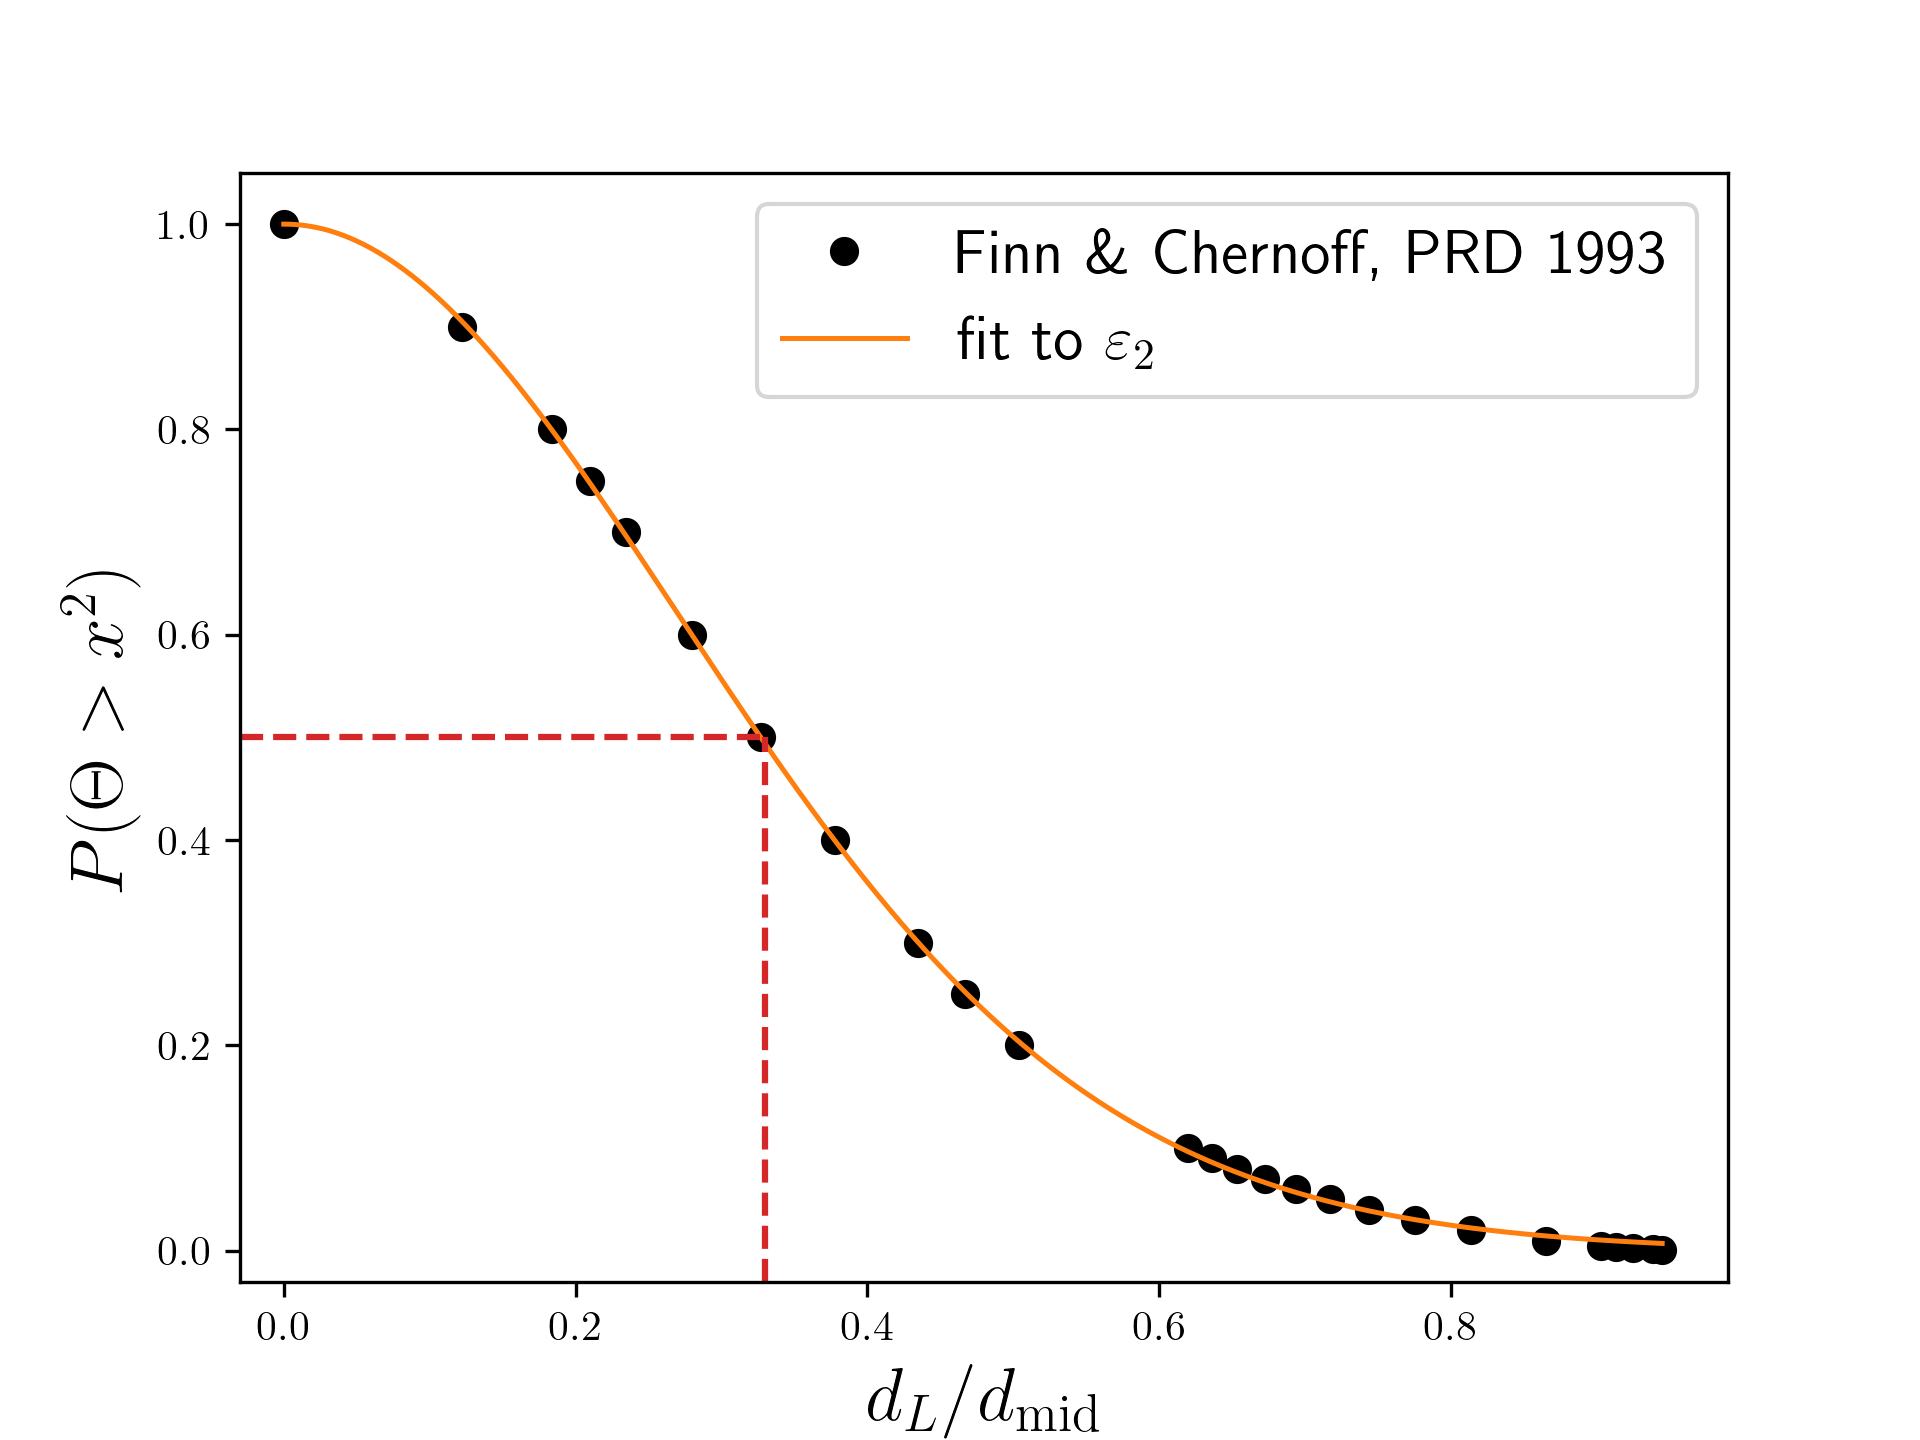 Finn & Chernoff, PRD 1993
fit to ε₂
P(Θ > x²)
1.0
0.8
0.6
0.4
0.2
0.0
0.0 0.2 0.4 0.6 0.8
d_L/d_mid